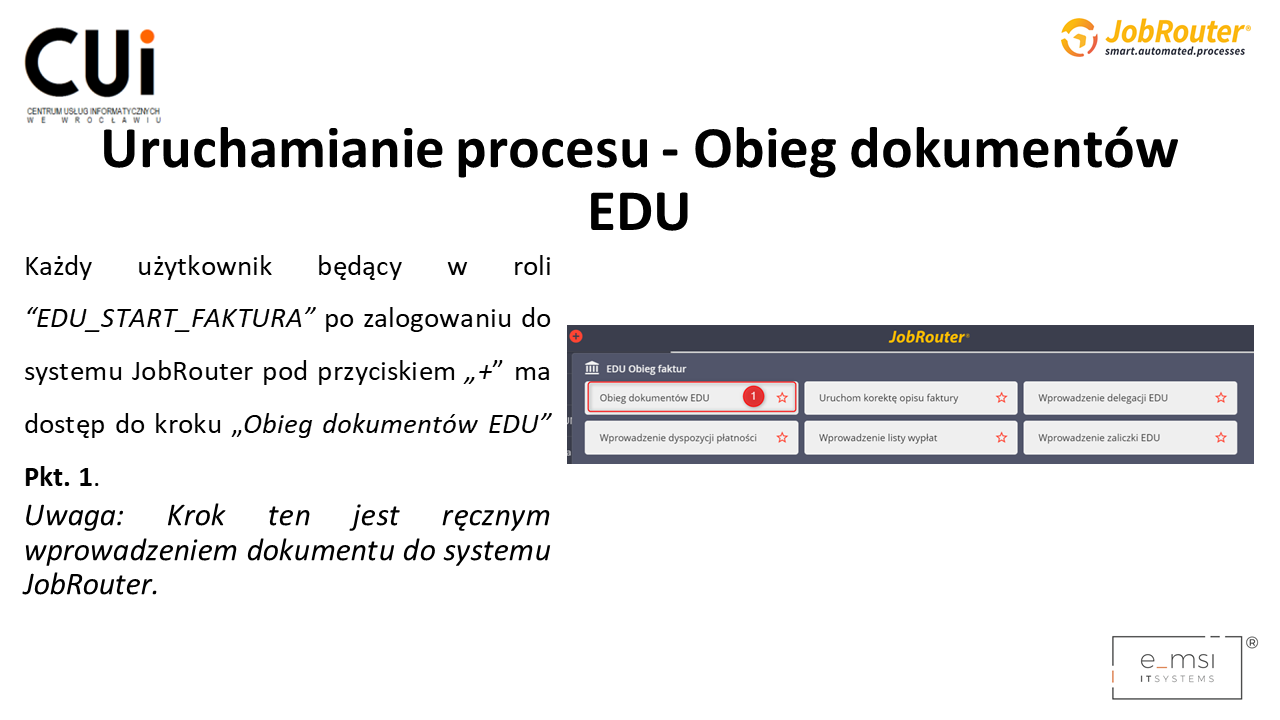 CUi
CENTRUM USŁUG INFORMATYCZNYCH
WE WROCŁAWIU
JobRouter®
smart.automated.processes
Uruchamianie procesu - Obieg dokumentów
EDU
Każdy użytkownik będący w roli
“EDU_START_FAKTURA” po zalogowaniu do
systemu JobRouter pod przyciskiem „+” ma
dostęp do kroku „Obieg dokumentów EDU”
Pkt. 1.
Uwaga: Krok ten jest ręcznym
wprowadzeniem dokumentu do systemu
JobRouter.
JobRouter®
EDU Obieg faktur
Obieg dokumentów EDU 1
Uruchom korektę opisu faktury
Wprowadzenie delegacji EDU
Wprowadzenie dyspozycji płatności
Wprowadzenie listy wypłat
Wprowadzenie zaliczki EDU
e_msi ®
ITSYSTEMS